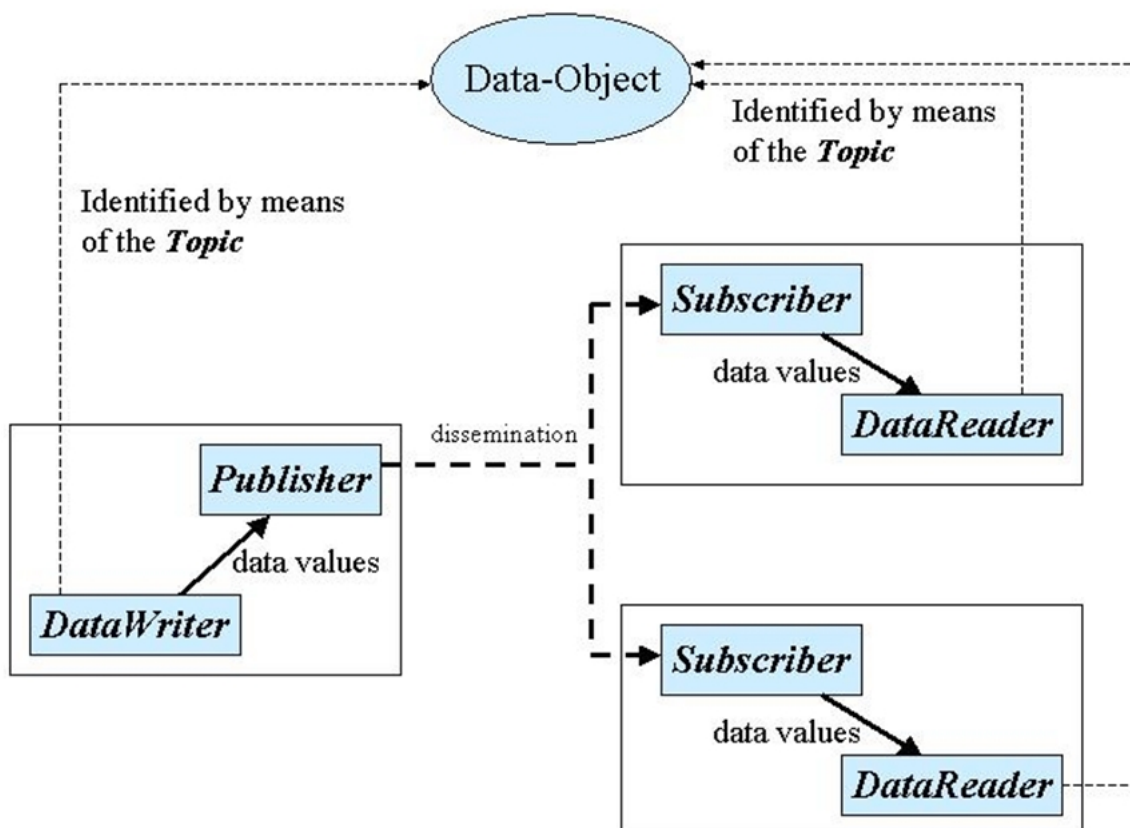 Data-Object
Identified by means
of the Topic
Identified by means
of the Topic
Subscriber
data values
DataReader
dissemination
Publisher
data values
DataWriter
Subscriber
data values
DataReader